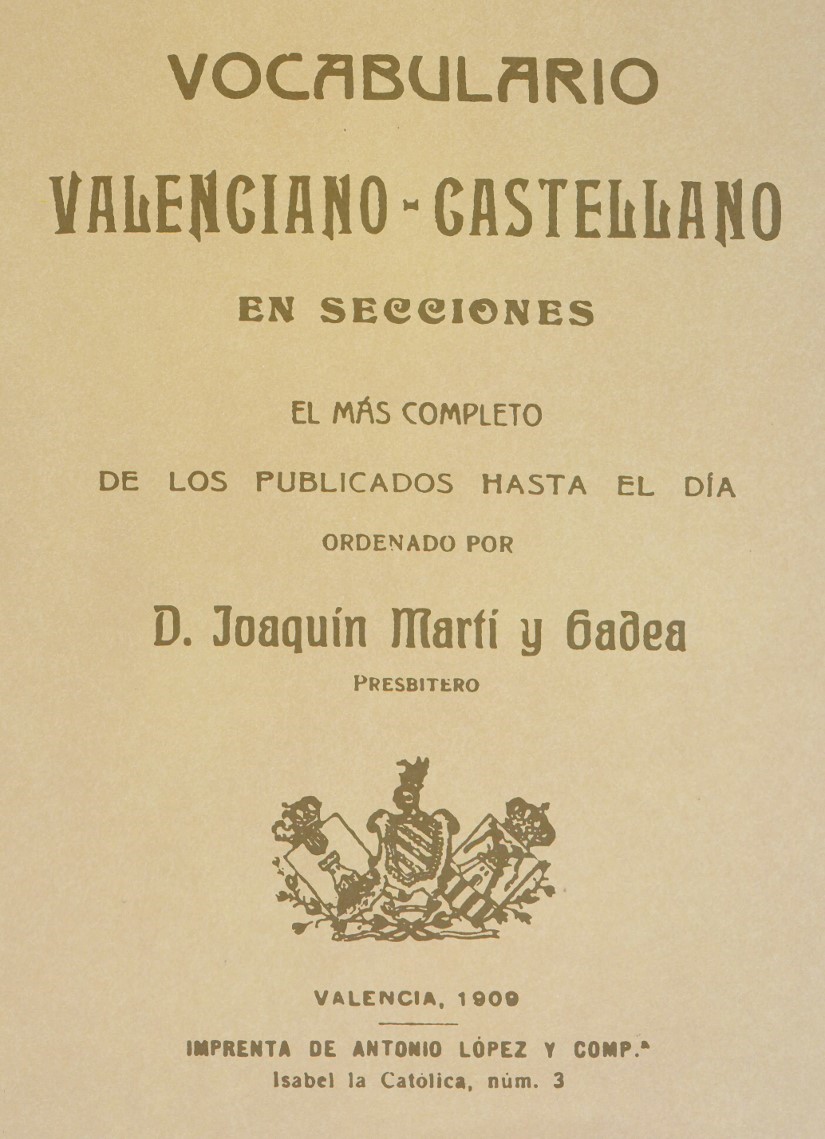 VOCABULARIO
VALENCIANO-CASTELLANO
EN SECCIONES
EL MÁS COMPLETO
DE LOS PUBLICADOS HASTA EL DÍA
ORDENADO POR
D. Joaquín Martí y Gadea
PRESBITERO
VALENCIA, 1909
IMPRENTA DE ANTONIO LÓPEZ Y COMP.ª
Isabel la Católica, núm. 3